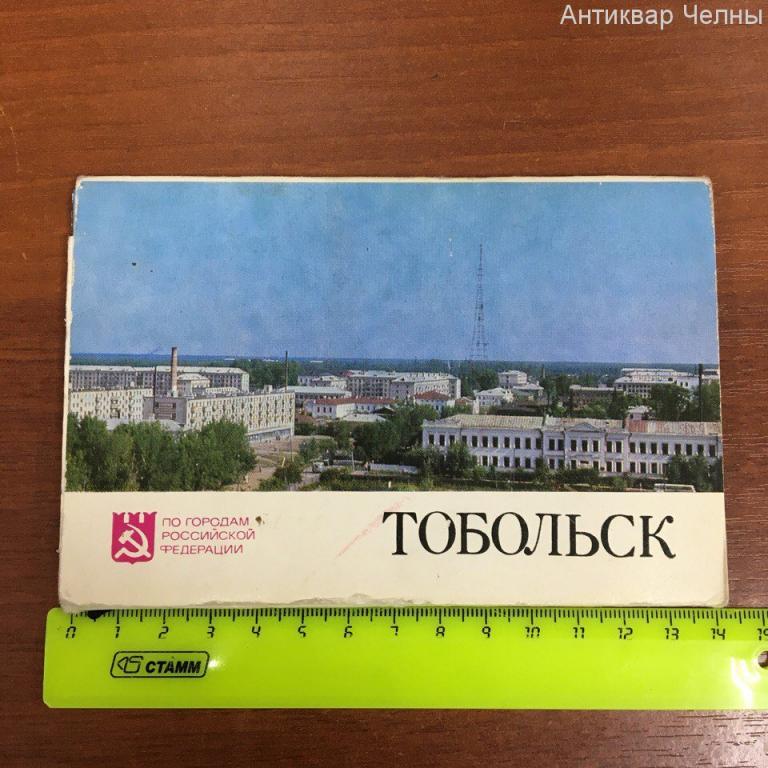 Антиквар Челны
ПО ГОРОДАМ
РОССИЙСКОЙ
ФЕДЕРАЦИИ
ТОБОЛЬСК
0 1 2 3 4 5 6 7 8 9 10 11 12 13 14 15
СТАММ